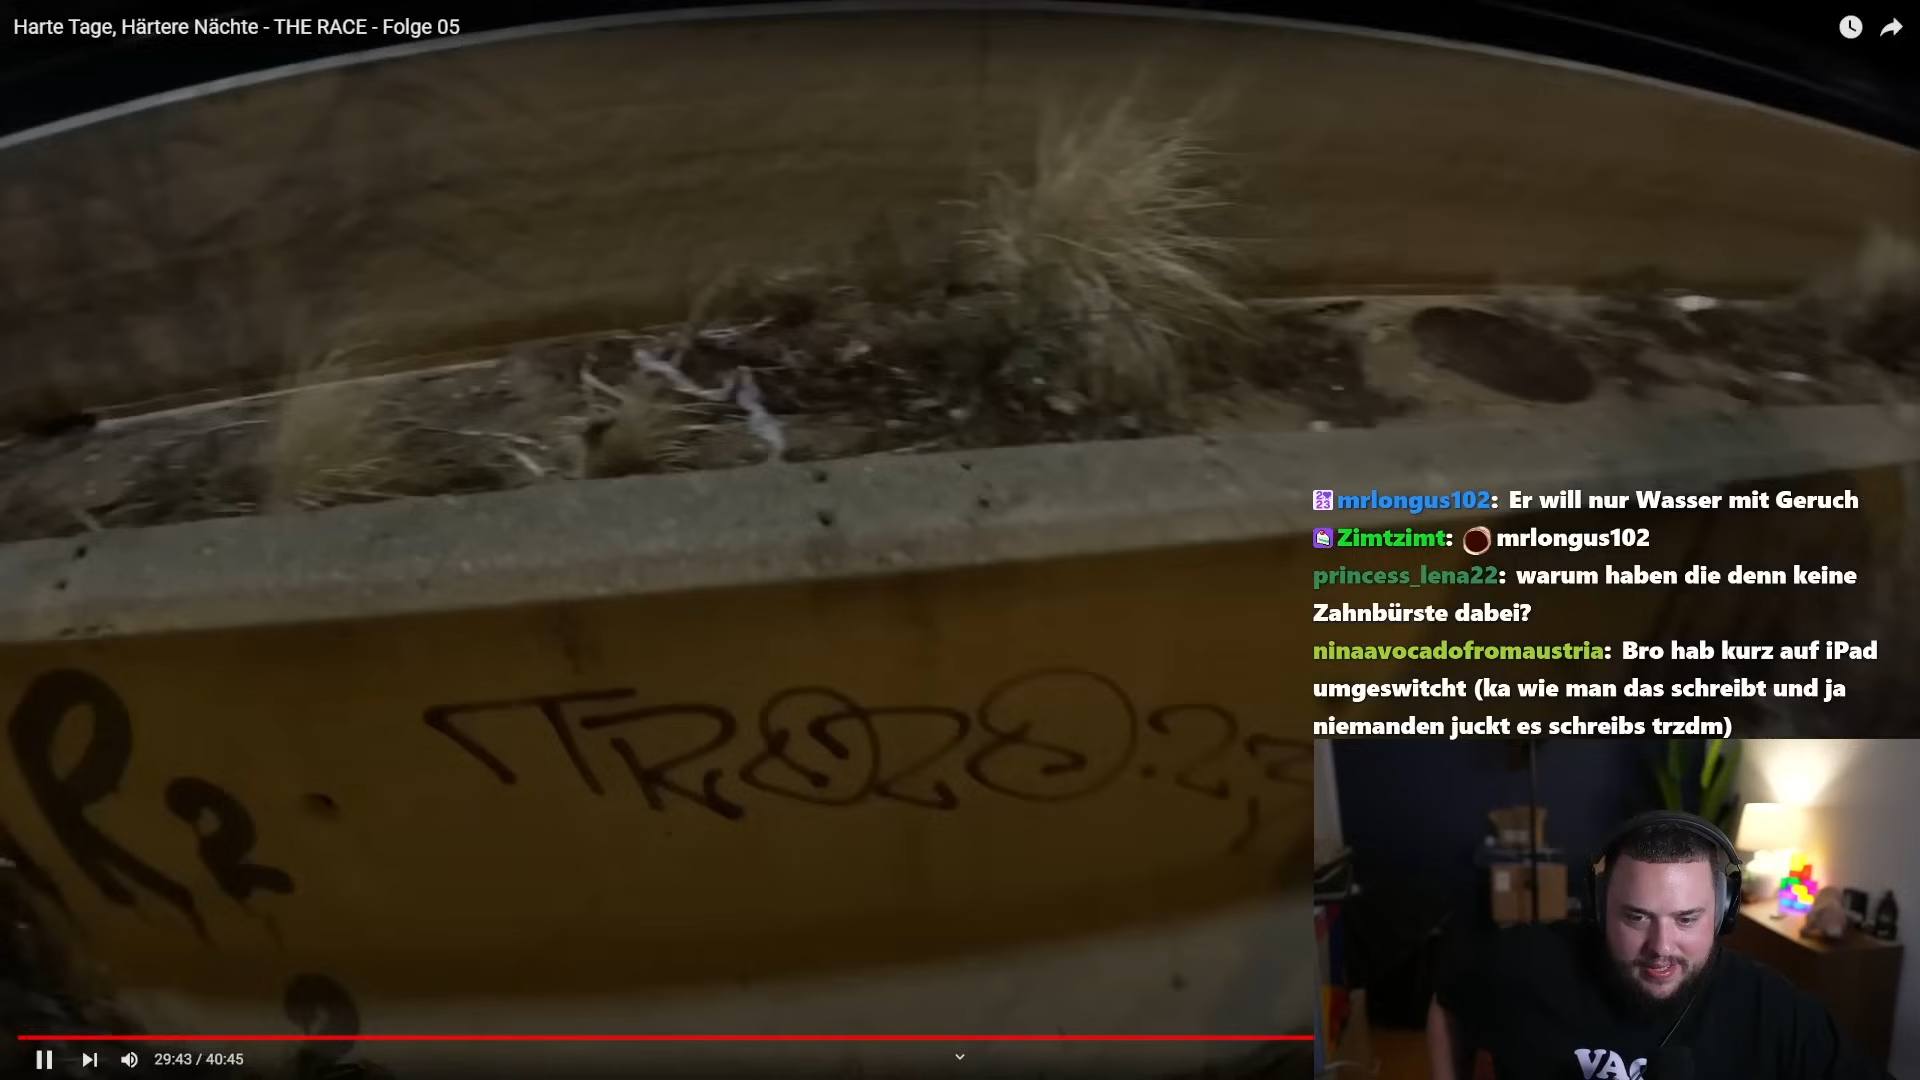 Harte Tage, Härtere Nächte - THE RACE - Folge 05
mrlongus102: Er will nur Wasser mit Geruch
Zimtzimt: mrlongus102
princess_lena22: warum haben die denn keine
Zahnbürste dabei?
ninaavocadofromaustria: Bro hab kurz auf iPad
umgeswitcht (ka wie man das schreibt und ja
niemanden juckt es schreibs trzdm)
29:43 / 40:45